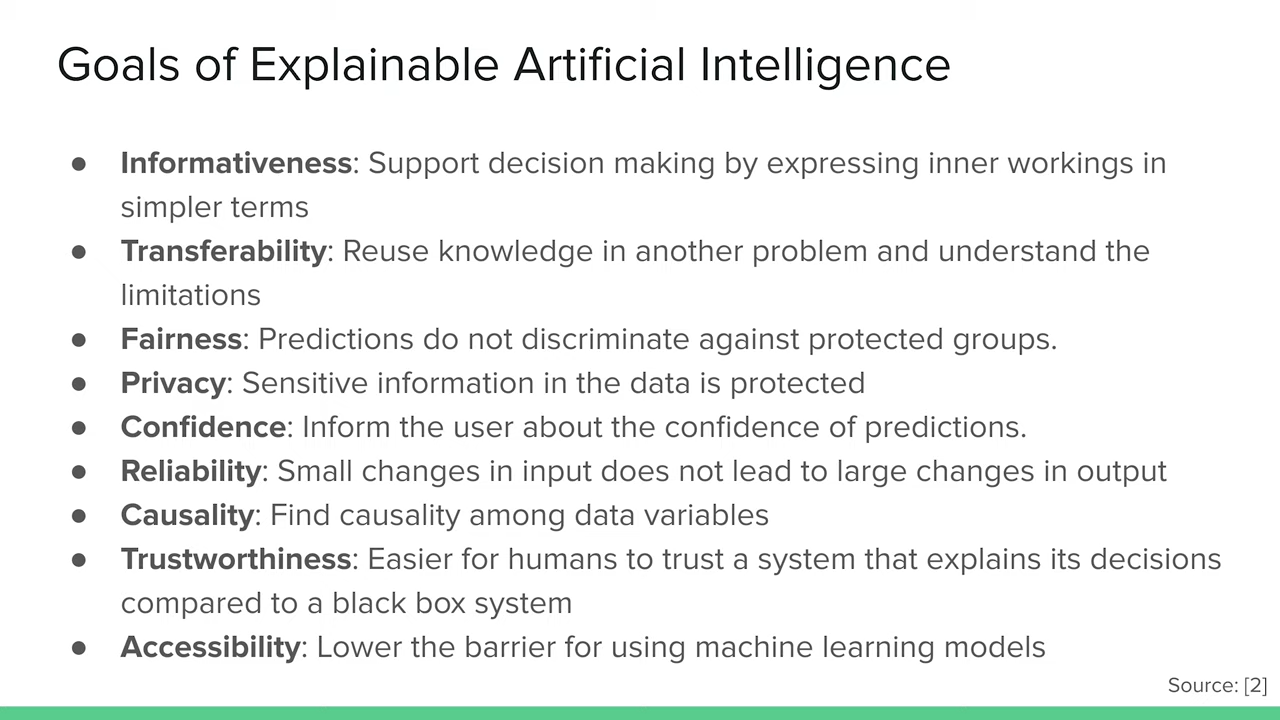 Goals of Explainable Artificial Intelligence
● Informativeness: Support decision making by expressing inner workings in
simpler terms
● Transferability: Reuse knowledge in another problem and understand the
limitations
● Fairness: Predictions do not discriminate against protected groups.
● Privacy: Sensitive information in the data is protected
● Confidence: Inform the user about the confidence of predictions.
● Reliability: Small changes in input does not lead to large changes in output
● Causality: Find causality among data variables
● Trustworthiness: Easier for humans to trust a system that explains its decisions
compared to a black box system
● Accessibility: Lower the barrier for using machine learning models
Source: [2]